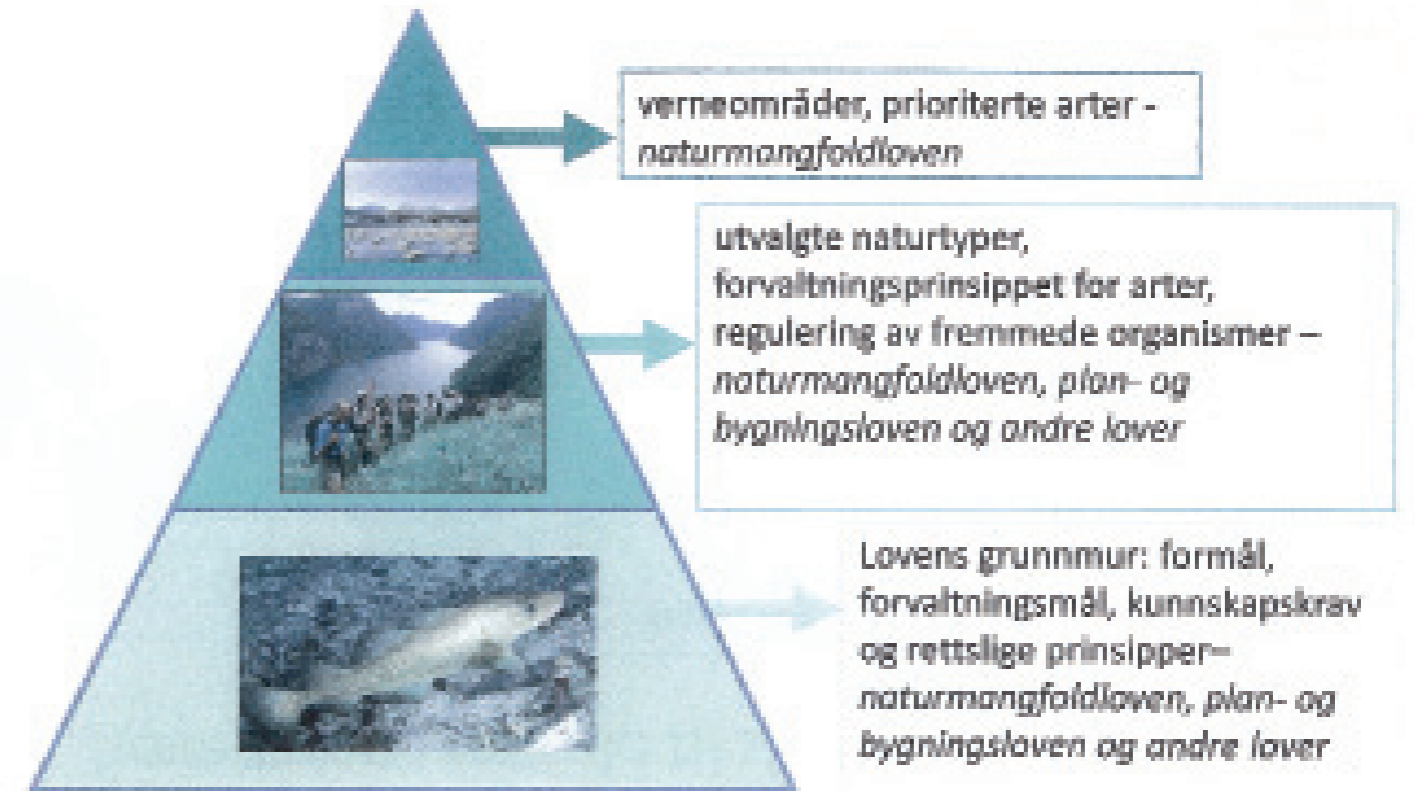 verneområder, prioriterte arter -
naturmangfoldloven
utvalgte naturtyper,
forvaltningsprinsippet for arter,
regulering av fremmede organismer –
naturmangfoldloven, plan- og
bygningsloven og andre lover
Lovens grunnmur: formål,
forvaltningsmål, kunnskapskrav
og rettslige prinsipper–
naturmangfoldloven, plan- og
bygningsloven og andre lover